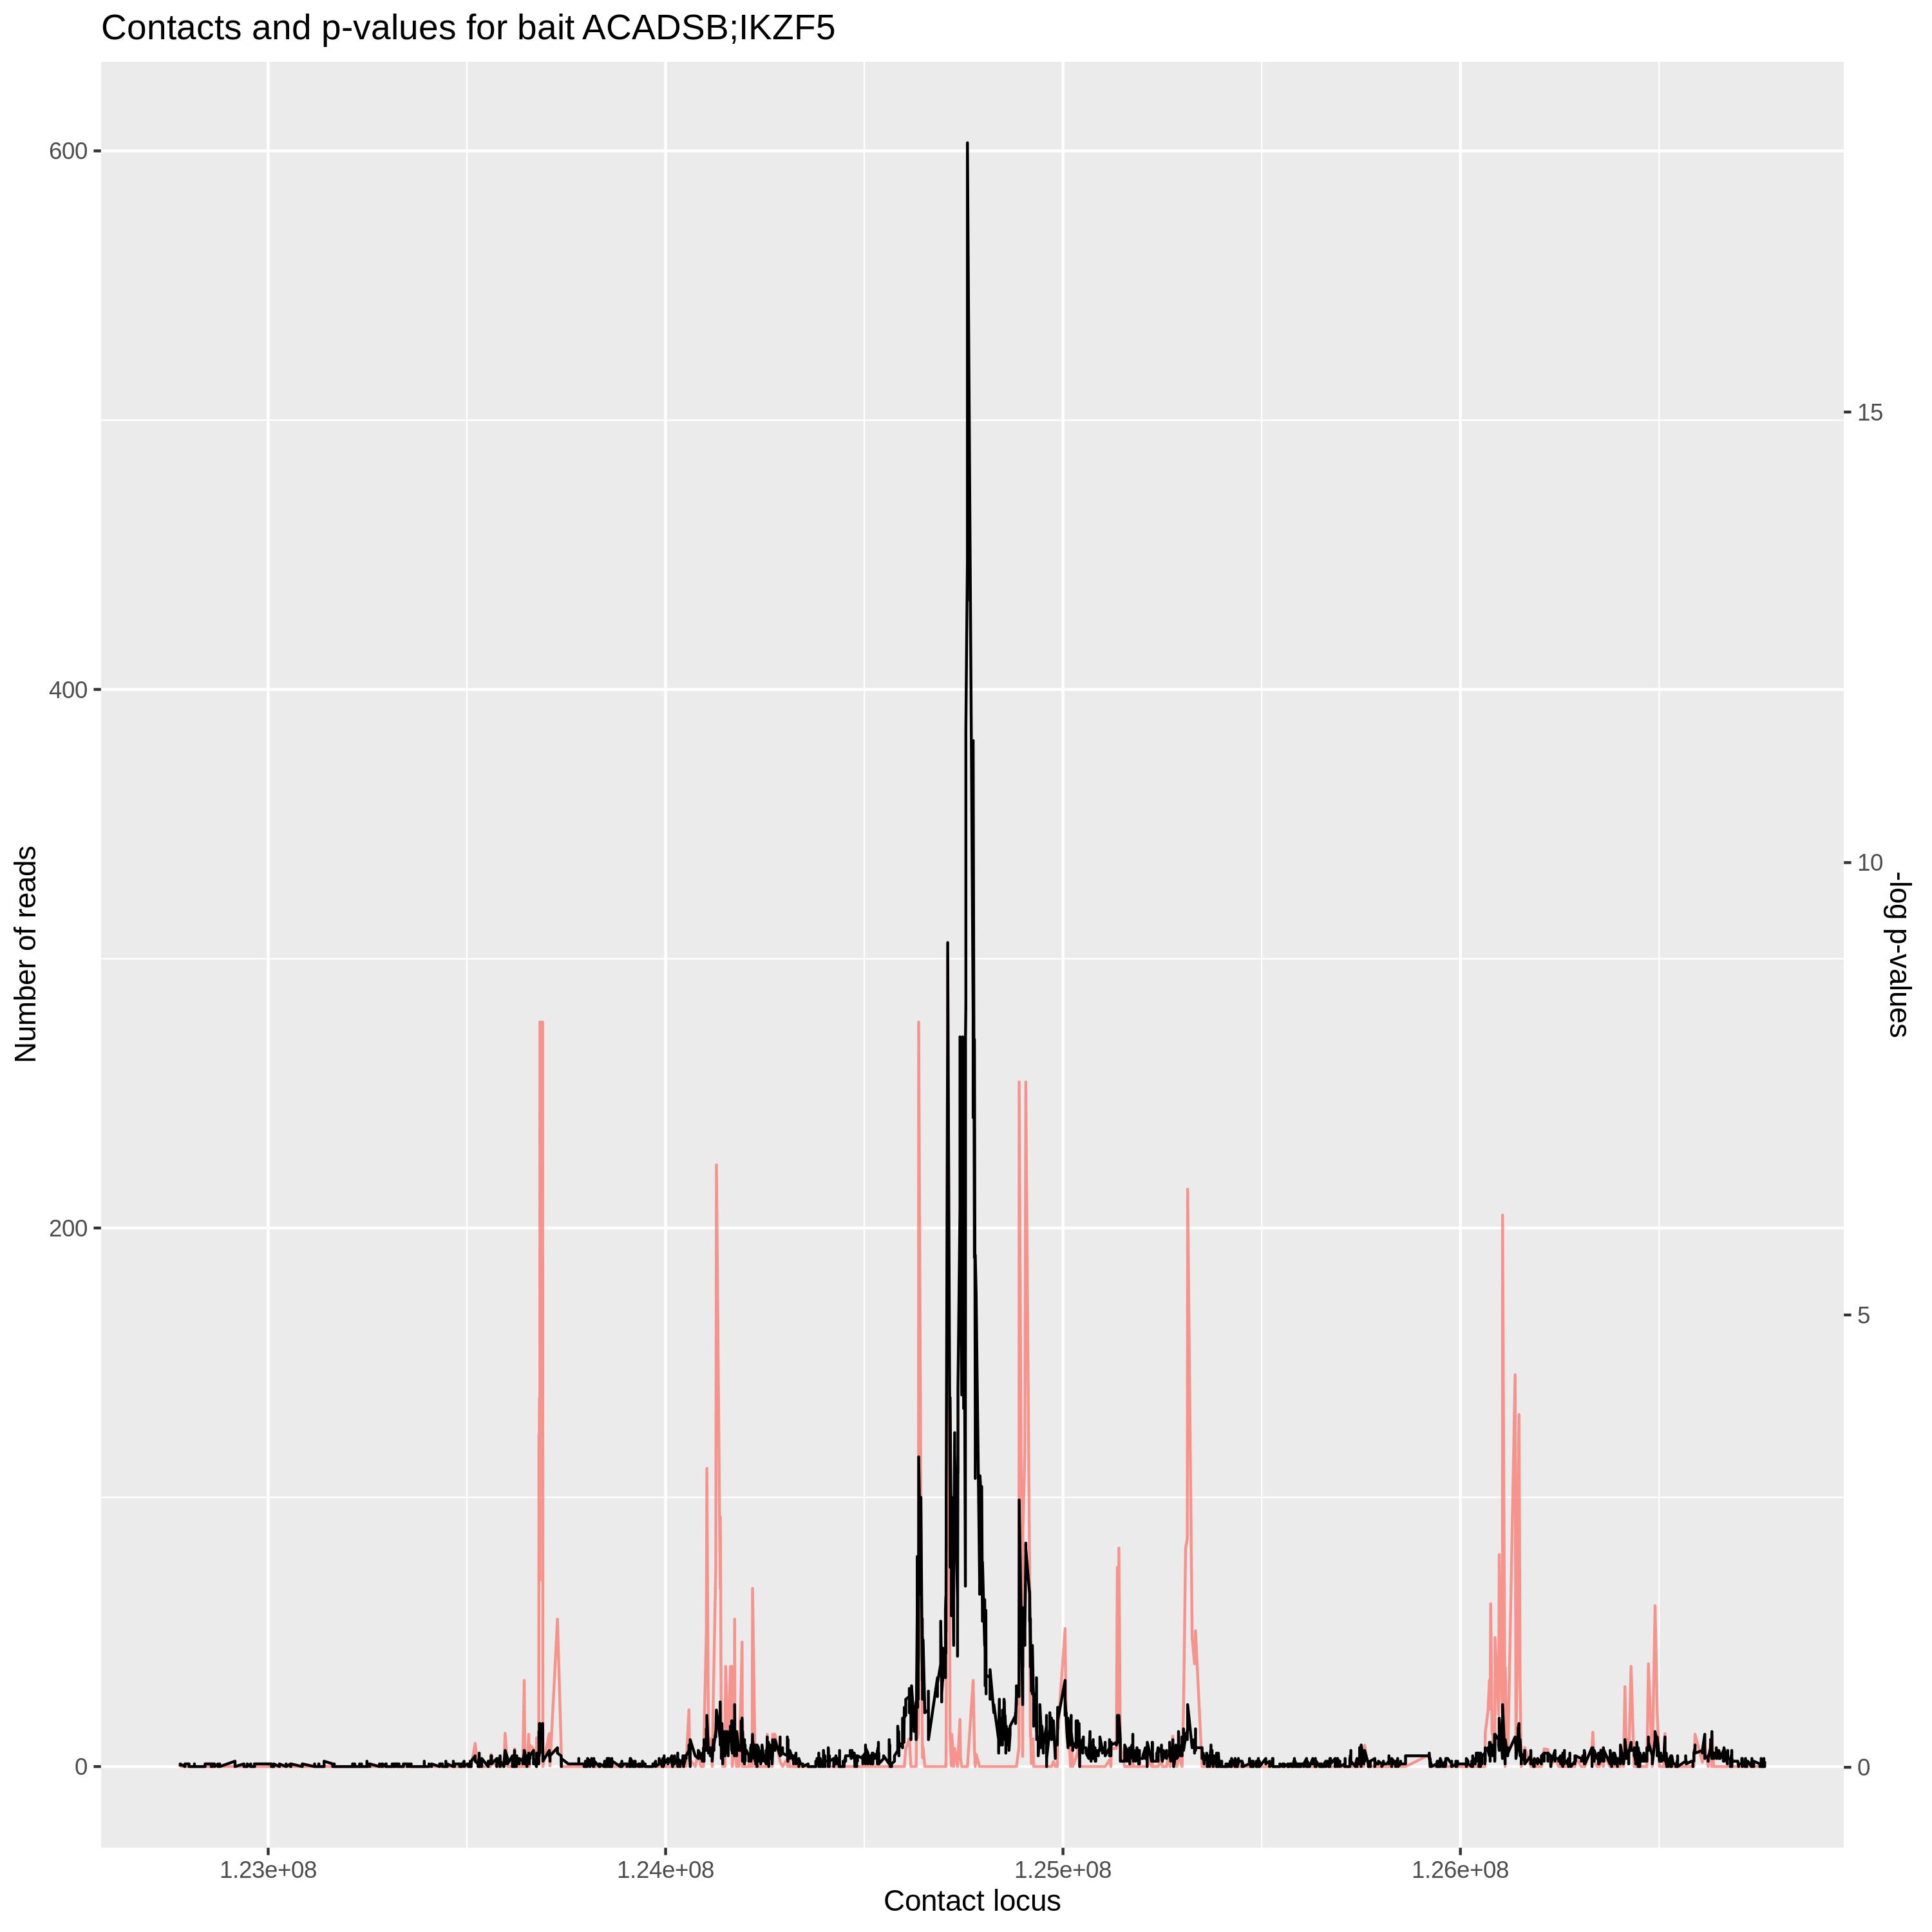 Contacts and p-values for bait ACADSB;IKZF5
600
400
200
0
Number of reads
15
10
5
0
-log p-values
1.23e+08 1.24e+08 1.25e+08 1.26e+08
Contact locus